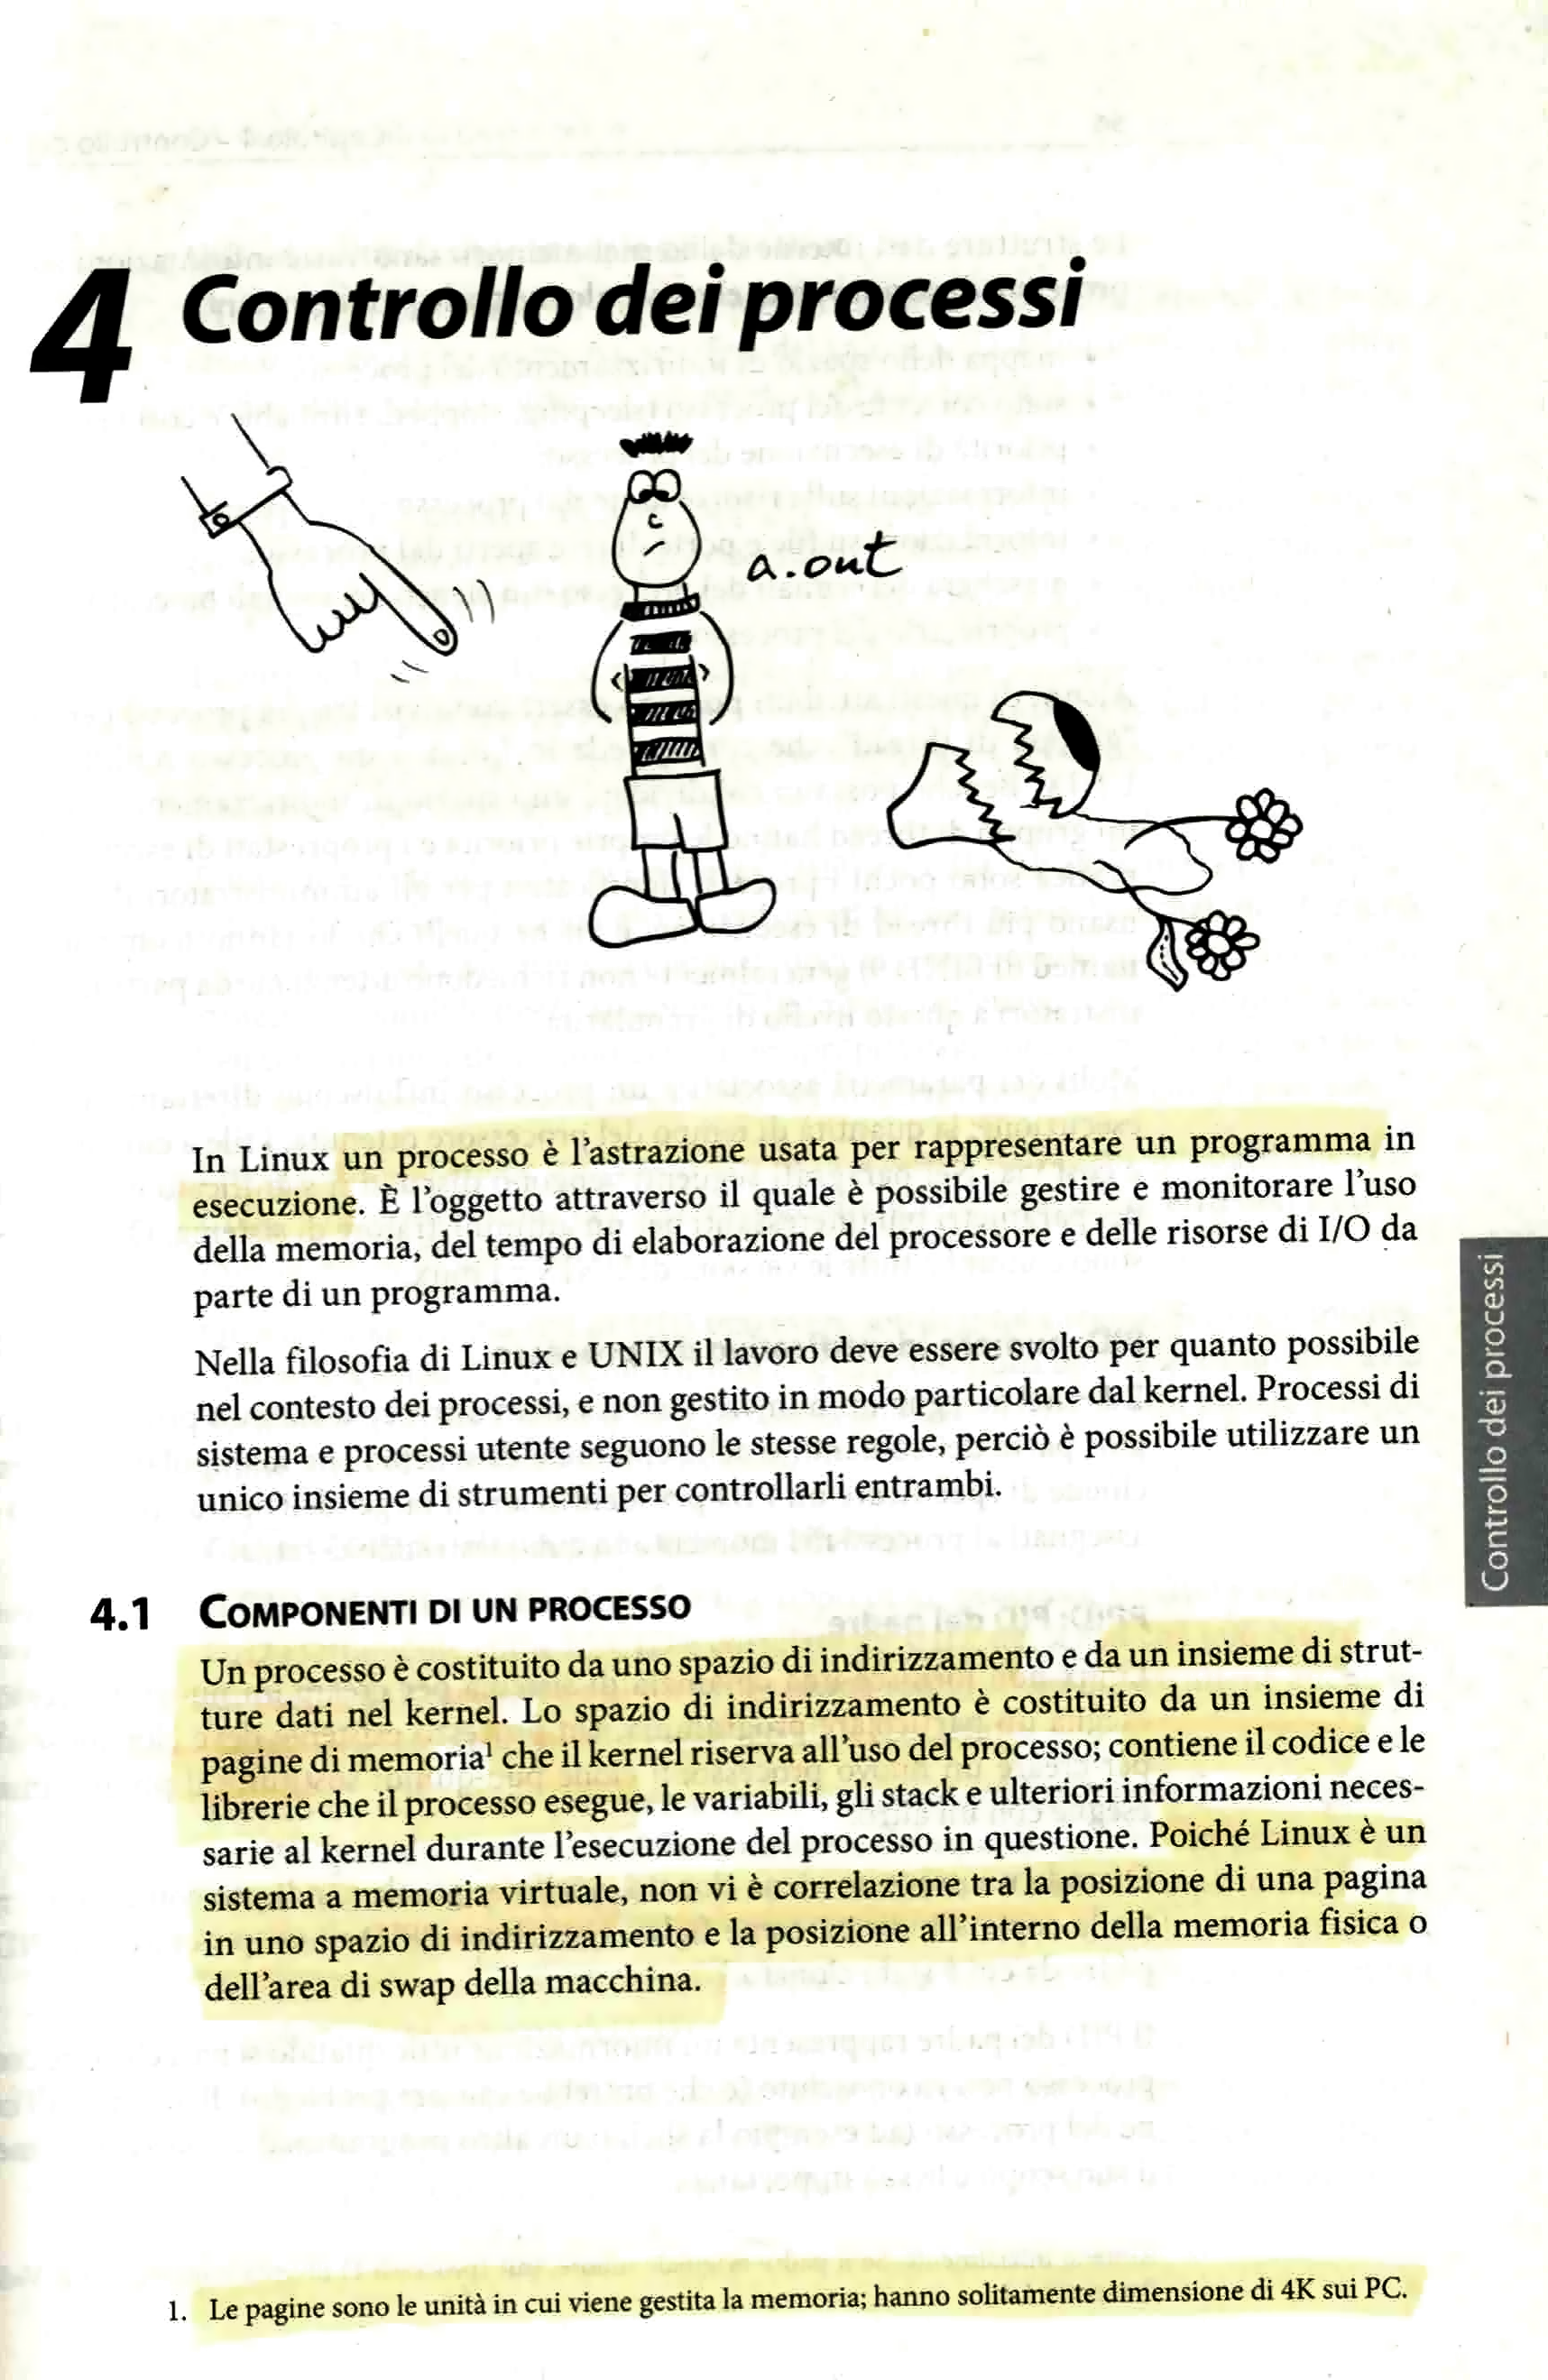 4 Controllo dei processi
a.out
In Linux un processo è l'astrazione usata per rappresentare un programma in
esecuzione. È l'oggetto attraverso il quale è possibile gestire e monitorare l'uso
della memoria, del tempo di elaborazione del processore e delle risorse di I/O da
parte di un programma.
Nella filosofia di Linux e UNIX il lavoro deve essere svolto per quanto possibile
nel contesto dei processi, e non gestito in modo particolare dal kernel. Processi di
sistema e processi utente seguono le stesse regole, perciò è possibile utilizzare un
unico insieme di strumenti per controllarli entrambi.
Controllo dei processi
4.1 COMPONENTI DI UN PROCESSO
Un processo è costituito da uno spazio di indirizzamento e da un insieme di strut-
ture dati nel kernel. Lo spazio di indirizzamento è costituito da un insieme di
pagine di memoria¹ che il kernel riserva all'uso del processo; contiene il codice e le
librerie che il processo esegue, le variabili, gli stack e ulteriori informazioni neces-
sarie al kernel durante l'esecuzione del processo in questione. Poiché Linux è un
sistema a memoria virtuale, non vi è correlazione tra la posizione di una pagina
in uno spazio di indirizzamento e la posizione all'interno della memoria fisica o
dell'area di swap della macchina.
1. Le pagine sono le unità in cui viene gestita la memoria; hanno solitamente dimensione di 4K sui PC.